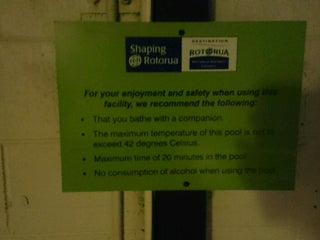 Shaping
Rotorua
DESTINATION
ROTORUA
For your enjoyment and safety when using this
facility, we recommend the following:
That you bathe with a companion.
The maximum temperature of this pool is not to
exceed 42 degrees Celsius.
Maximum time of 20 minutes in the pool.
No consumption of alcohol when using the pool.